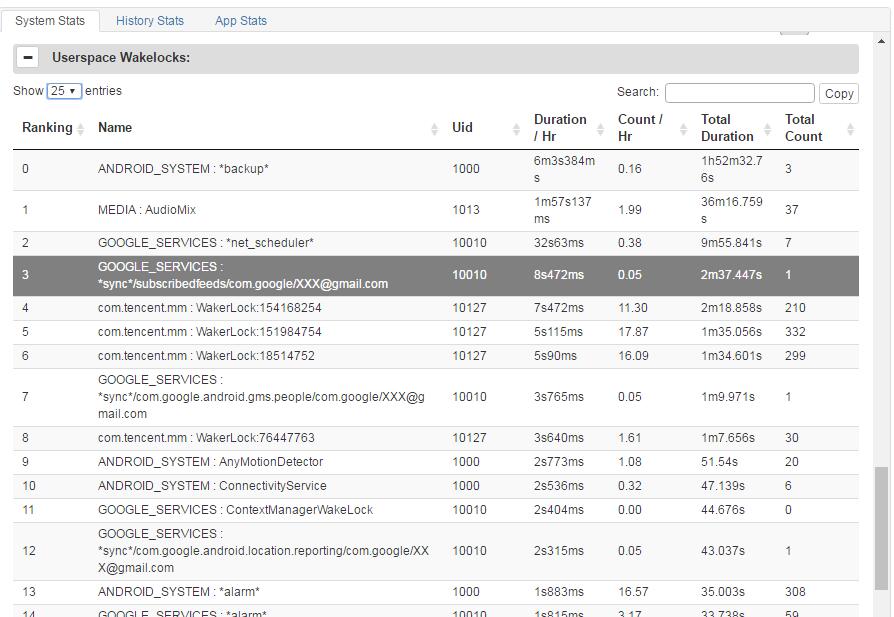 System Stats History Stats App Stats
Userspace Wakelocks:
Show 25 entries Search: Copy
Ranking Name Uid Duration / Hr Count / Hr Total Duration Total Count
0 ANDROID_SYSTEM : *backup* 1000 6m3s384ms 0.16 1h52m32.76s 3
1 MEDIA : AudioMix 1013 1m57s137ms 1.99 36m16.759s 37
2 GOOGLE_SERVICES : *net_scheduler* 10010 32s63ms 0.38 9m55.841s 7
3 GOOGLE_SERVICES : *sync*/subscribedfeeds/com.google/XXX@gmail.com 10010 8s472ms 0.05 2m37.447s 1
4 com.tencent.mm : WakerLock:154168254 10127 7s472ms 11.30 2m18.858s 210
5 com.tencent.mm : WakerLock:151984754 10127 5s115ms 17.87 1m35.056s 332
6 com.tencent.mm : WakerLock:18514752 10127 5s90ms 16.09 1m34.601s 299
7 GOOGLE_SERVICES : *sync*/com.google.android.gms.people/com.google/XXX@gmail.com 10010 3s765ms 0.05 1m9.971s 1
8 com.tencent.mm : WakerLock:76447763 10127 3s640ms 1.61 1m7.656s 30
9 ANDROID_SYSTEM : AnyMotionDetector 1000 2s773ms 1.08 51.54s 20
10 ANDROID_SYSTEM : ConnectivityService 1000 2s536ms 0.32 47.139s 6
11 GOOGLE_SERVICES : ContextManagerWakeLock 10010 2s404ms 0.00 44.676s 0
12 GOOGLE_SERVICES : *sync*/com.google.android.location.reporting/com.google/XXX@gmail.com 10010 2s315ms 0.05 43.037s 1
13 ANDROID_SYSTEM : *alarm* 1000 1s883ms 16.57 35.003s 308
14 GOOGLE_SERVICES : *alarm* 10010 1s815ms 3.17 33.738s 59